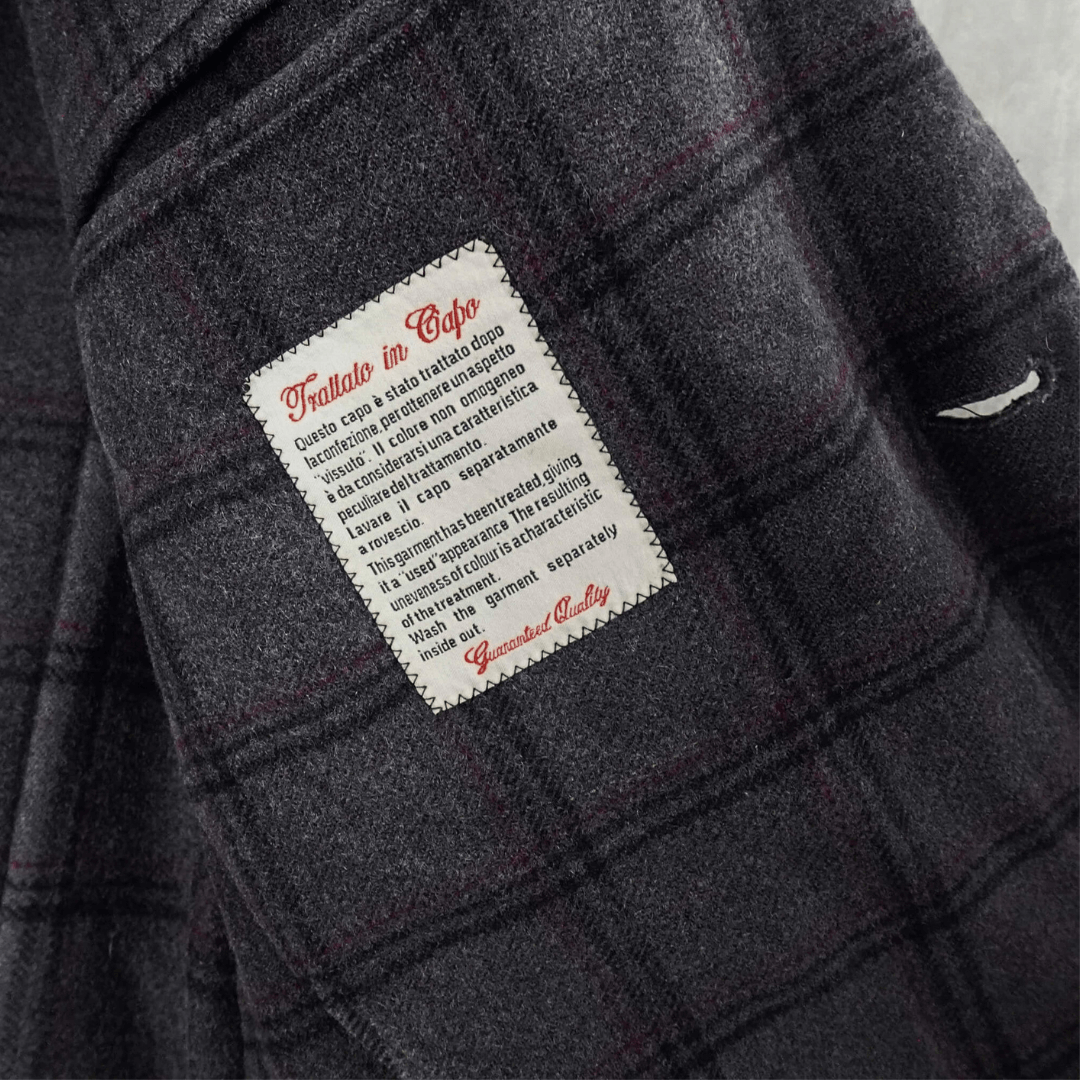 Trattato in Capo
Questo capo è stato trattato dopo
la confezione, per ottenere un aspetto
"vissuto". Il colore non omogeneo
è da considerarsi una caratteristica
peculiare del trattamento.
Lavare il capo separatamente
a rovescio.
This garment has been treated, giving
it a "used" appearance. The resulting
uneveness of colour is a characteristic
of the treatment.
Wash the garment separately
inside out.
Guaranteed Quality